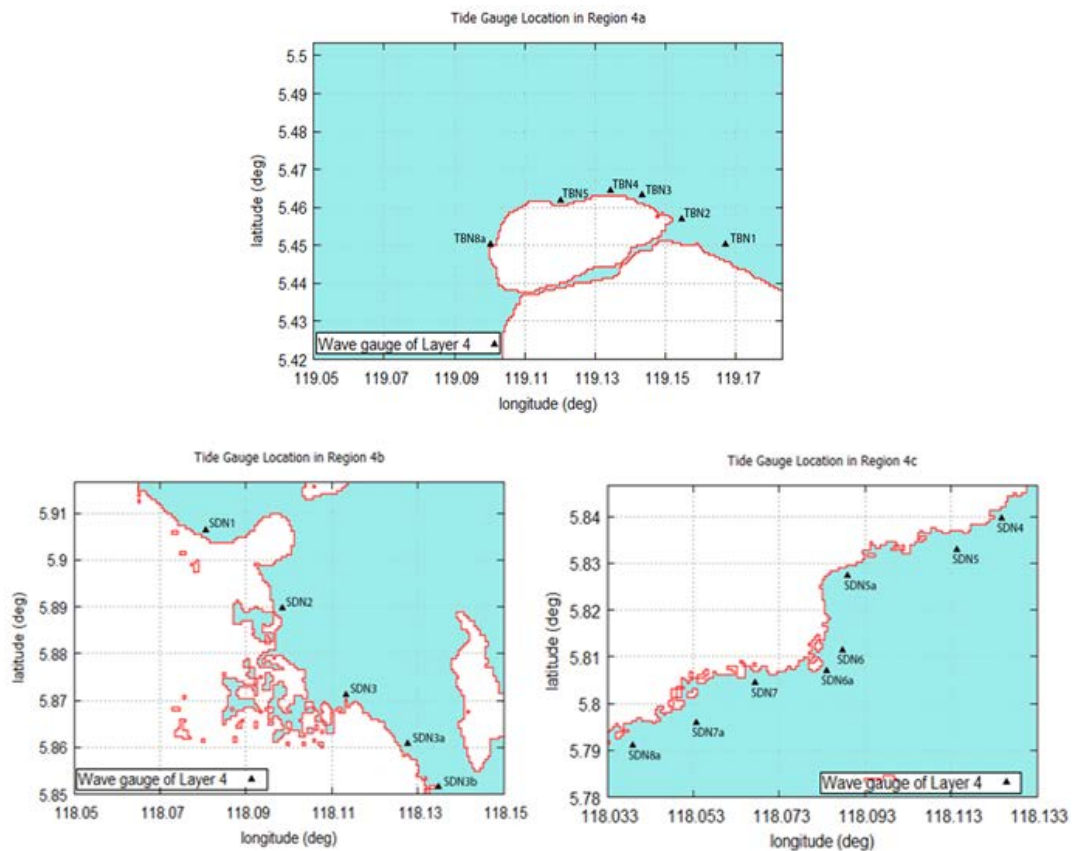 Tide Gauge Location in Region 4a
5.5
5.49
5.48
5.47
5.46
5.45
5.44
5.43
5.42
latitude (deg)
TBN4
TBN5
TBN3
TBN2
TBN8a
TBN1
Wave gauge of Layer 4
119.05 119.07 119.09 119.11 119.13 119.15 119.17
longitude (deg)
Tide Gauge Location in Region 4b
5.91
5.9
5.89
5.88
5.87
5.86
5.85
latitude (deg)
SDN1
SDN2
SDN3
SDN3a
SDN3b
Wave gauge of Layer 4
118.05 118.07 118.09 118.11 118.13 118.15
longitude (deg)
Tide Gauge Location in Region 4c
5.84
5.83
5.82
5.81
5.8
5.79
5.78
latitude (deg)
SDN4
SDN5
SDN5a
SDN6
SDN6a
SDN7
SDN7a
SDN8a
Wave gauge of Layer 4
118.033 118.053 118.073 118.093 118.113 118.133
longitude (deg)